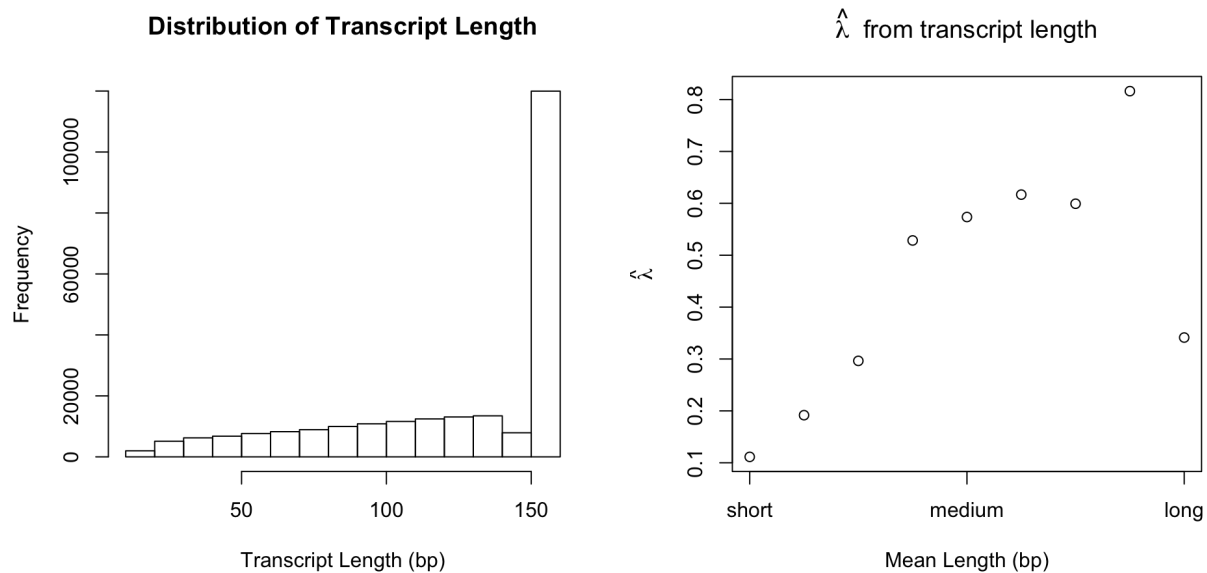 Distribution of Transcript Length
Frequency
0
20000
60000
100000
50
100
150
Transcript Length (bp)
λ̂ from transcript length
λ̂
0.1
0.2
0.3
0.4
0.5
0.6
0.7
0.8
short
medium
long
Mean Length (bp)